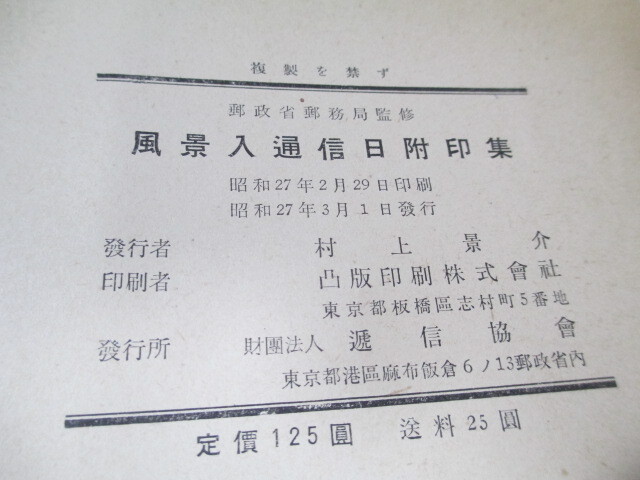 複製を禁ず
郵政省郵務局監修
風景入通信日附印集
昭和27年2月29日印刷
昭和27年3月1日發行
發行者 村上景介
印刷者 凸版印刷株式會社
東京都板橋區志村町5番地
發行所 財團法人 遞信協會
東京都港區麻布飯倉6ノ13郵政省內
定價125圓 送料25圓